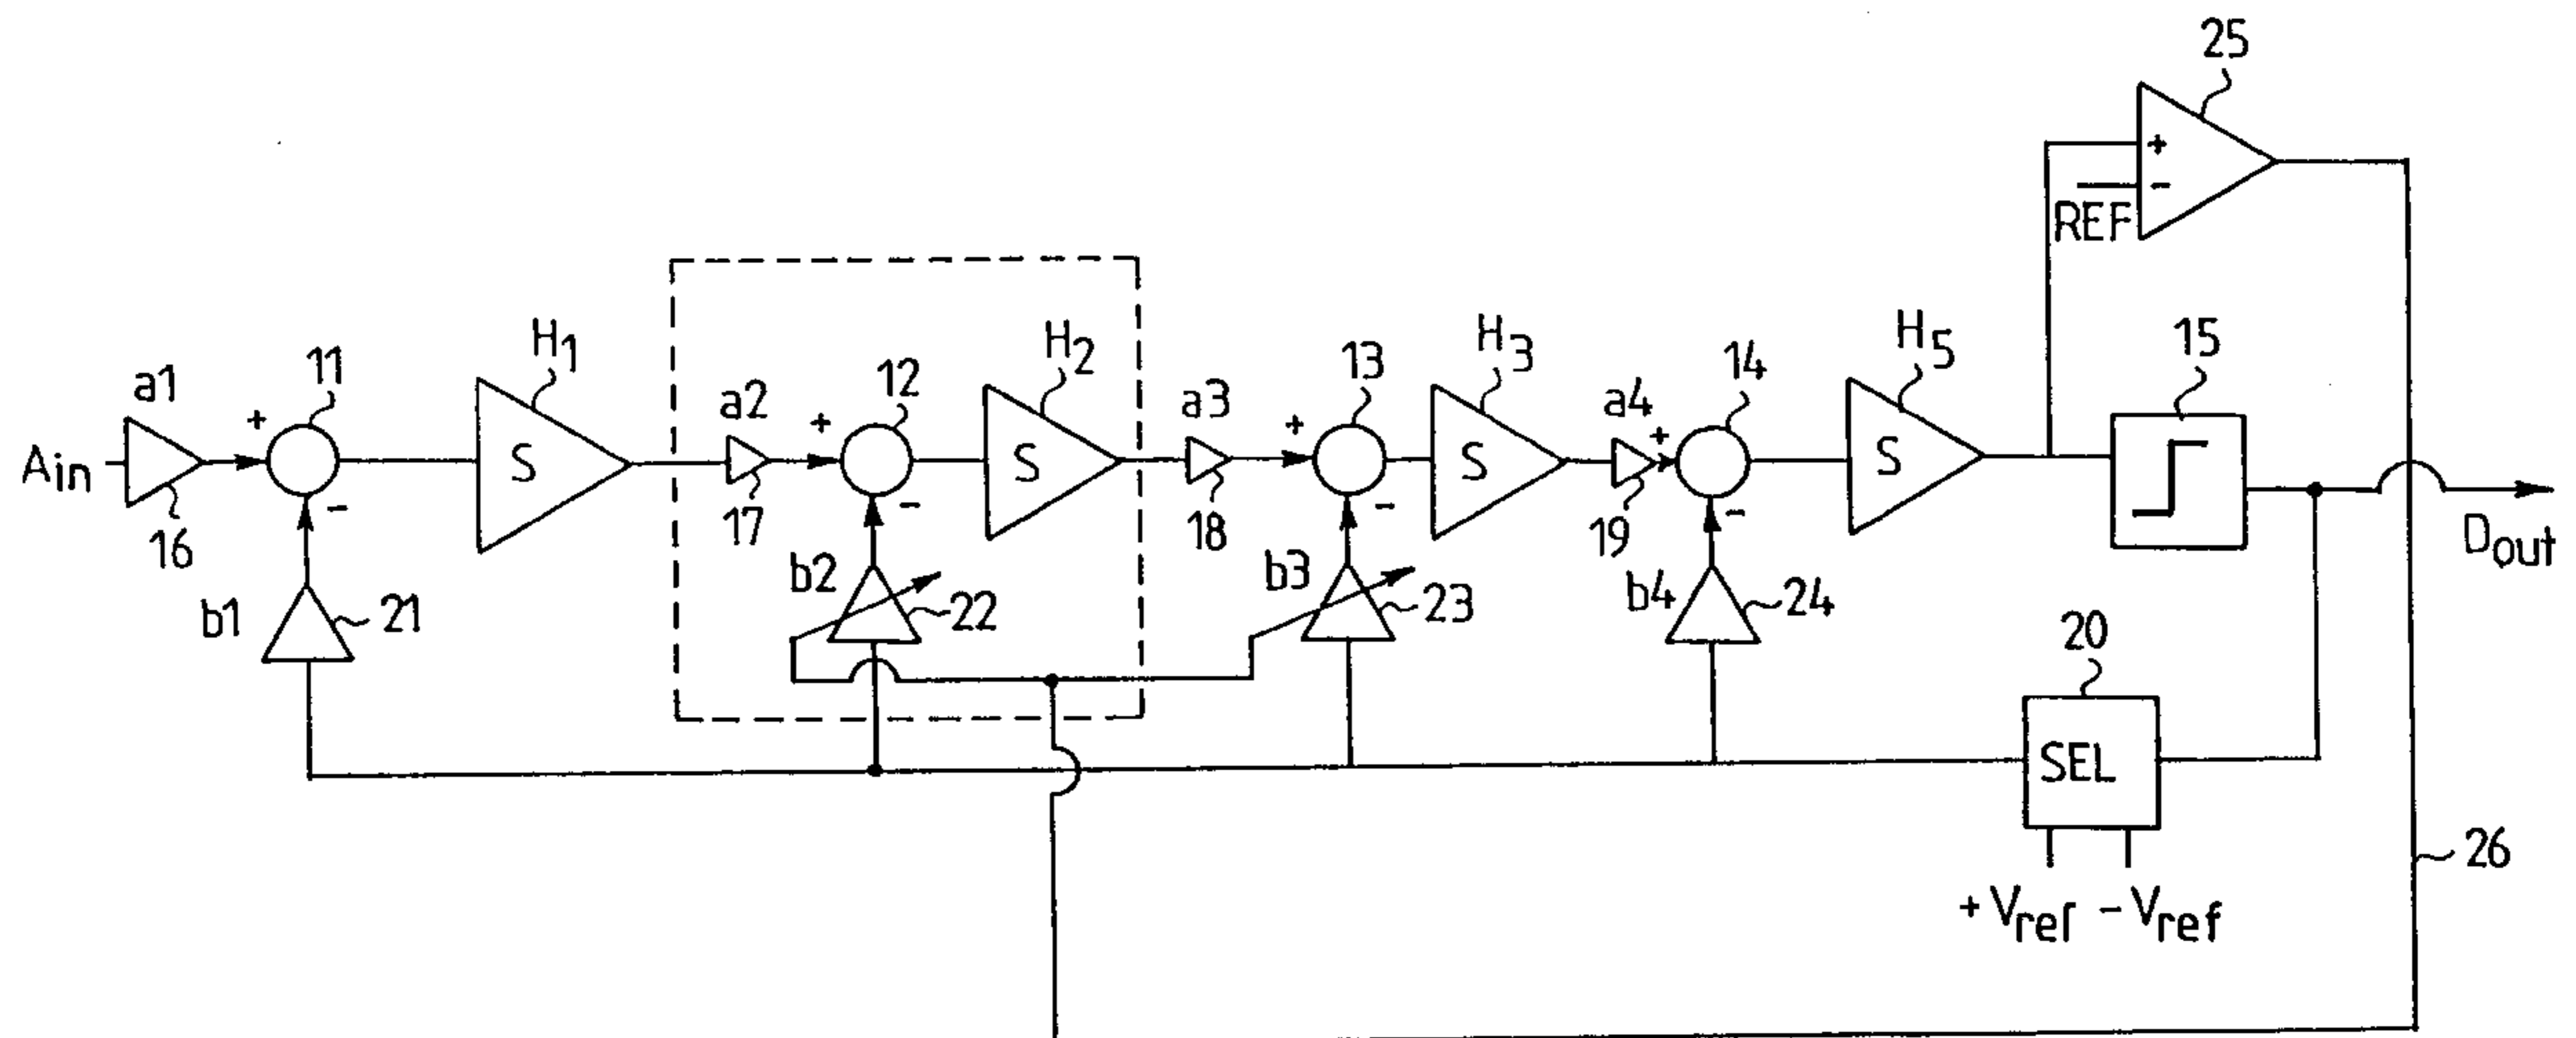 25
+
-
REF
a1
+
11
H1
a2
+
12
H2
a3
+
13
H3
a4
+
14
H5
15
Ain
S
S
S
S
16
-
17
-
18
-
19
-
Dout
b1
21
b2
22
b3
23
b4
24
20
SEL
26
+Vref -Vref